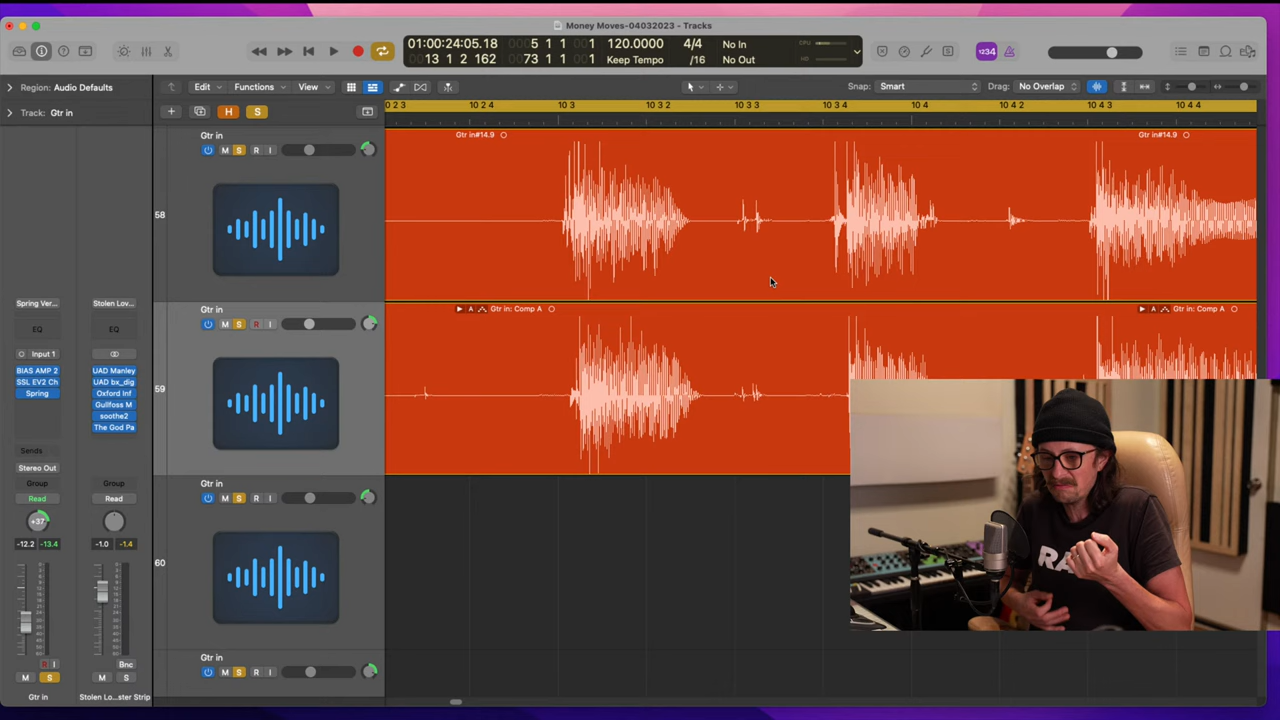 Money Moves-04032023 - Tracks
01:00:24:05.18
13 1 2 162
5 1 1 1
73 1 1 1
120.0000
Keep Tempo
4/4
/16
No In
No Out
CPU
HD
1234
Region: Audio Defaults
Track: Gtr in
Edit
Functions
View
Snap: Smart
Drag: No Overlap
H
S
10 2 4
10 3
10 3 2
10 3 3
10 3 4
10 4
10 4 2
10 4 3
10 4 4
Gtr in
M S R I
58
Gtr in#14.9
Gtr in#14.9
Gtr in
M S R I
59
A Gtr in: Comp A
A Gtr in: Comp A
Gtr in
M S R I
60
Gtr in
M S R I
Spring Ver...
EQ
Input 1
BIAS AMP 2
SSL EV2 Ch
Spring
Sends
Stereo Out
Group
Read
+37
-12.2 -13.4
R I
M S
Gtr in
Stolen Lov...
EQ
UAD Manley
UAD bx_dig
Oxford Inf
Gullfoss M
soothe2
The God Pa
Group
Read
-1.0 -1.4
Bnc
M S
Stolen Lo...ster Strip